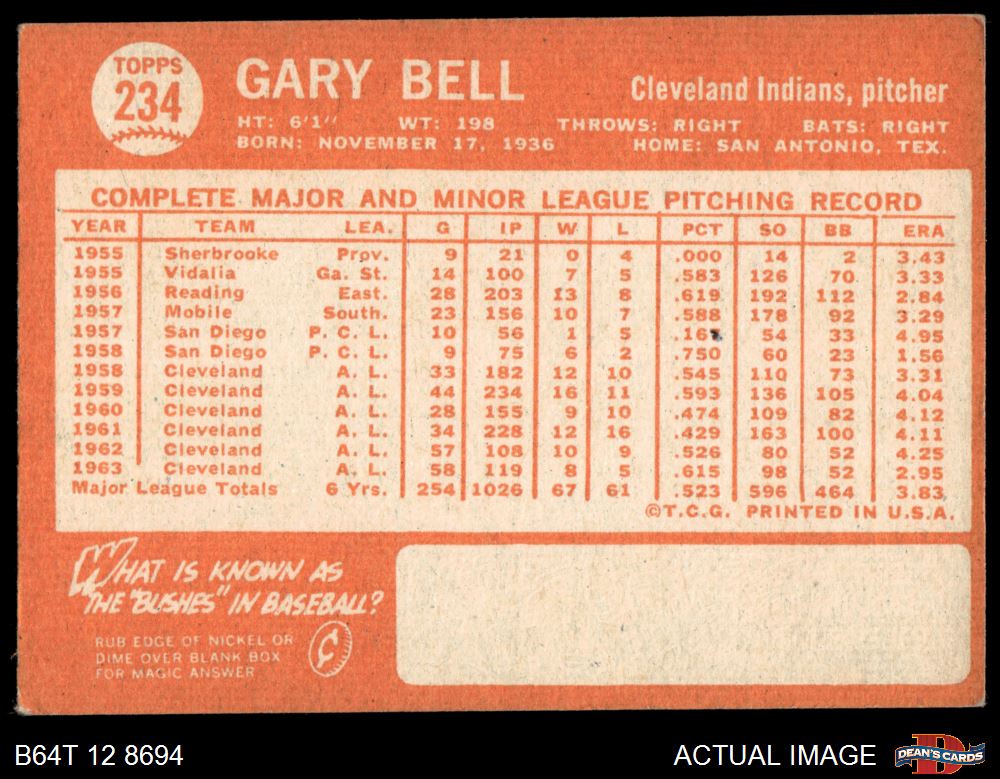 TOPPS
234
GARY BELL
Cleveland Indians, pitcher
HT: 6'1" WT: 198 THROWS: RIGHT BATS: RIGHT
BORN: NOVEMBER 17, 1936 HOME: SAN ANTONIO, TEX.
COMPLETE MAJOR AND MINOR LEAGUE PITCHING RECORD
YEAR TEAM LEA. G IP W L PCT SO BB ERA
1955 Sherbrooke Prov. 9 21 0 4 .000 14 2 3.43
1955 Vidalia Ga. St. 14 100 7 5 .583 126 70 3.33
1956 Reading East. 28 203 13 8 .619 192 112 2.84
1957 Mobile South. 23 156 10 7 .588 178 92 3.29
1957 San Diego P. C. L. 10 56 1 5 .167 54 33 4.95
1958 San Diego P. C. L. 9 75 6 2 .750 60 23 1.56
1958 Cleveland A. L. 33 182 12 10 .545 110 73 3.31
1959 Cleveland A. L. 44 234 16 11 .593 136 105 4.04
1960 Cleveland A. L. 28 155 9 10 .474 109 82 4.12
1961 Cleveland A. L. 34 228 12 16 .429 163 100 4.11
1962 Cleveland A. L. 57 108 10 9 .526 80 52 4.25
1963 Cleveland A. L. 58 119 8 5 .615 98 52 2.95
Major League Totals 6 Yrs. 254 1026 67 61 .523 596 464 3.83
©T.C.G. PRINTED IN U.S.A.
WHAT IS KNOWN AS
THE "BUSHES" IN BASEBALL?
RUB EDGE OF NICKEL OR
DIME OVER BLANK BOX
FOR MAGIC ANSWER
¢
B64T 12 8694
ACTUAL IMAGE
D
DEAN'S CARDS